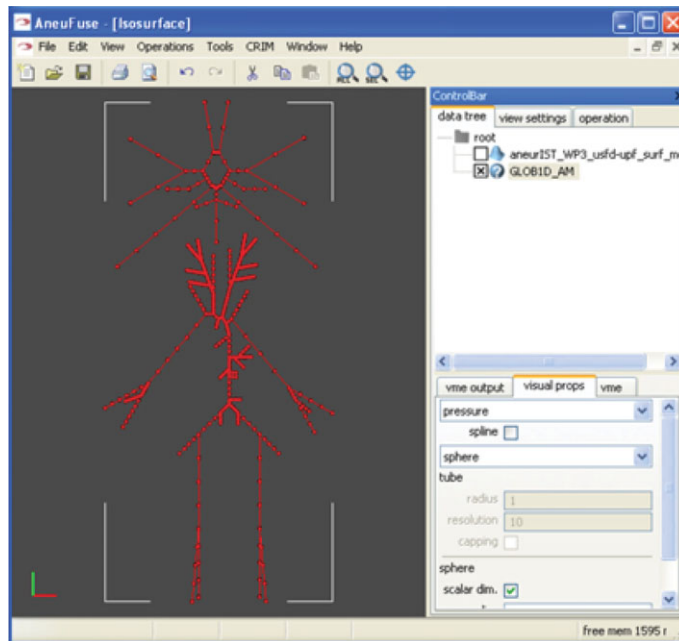 AneuFuse - [Isosurface]
File Edit View Operations Tools CRIM Window Help
ALL SEL
ControlBar
data tree view settings operation
root
aneurIST_WP3_usfd-upf_surf_m
GLOB1D_AM
vme output visual props vme
pressure
spline
sphere
tube
radius 1
resolution 10
capping
sphere
scalar dim.
free mem 1595